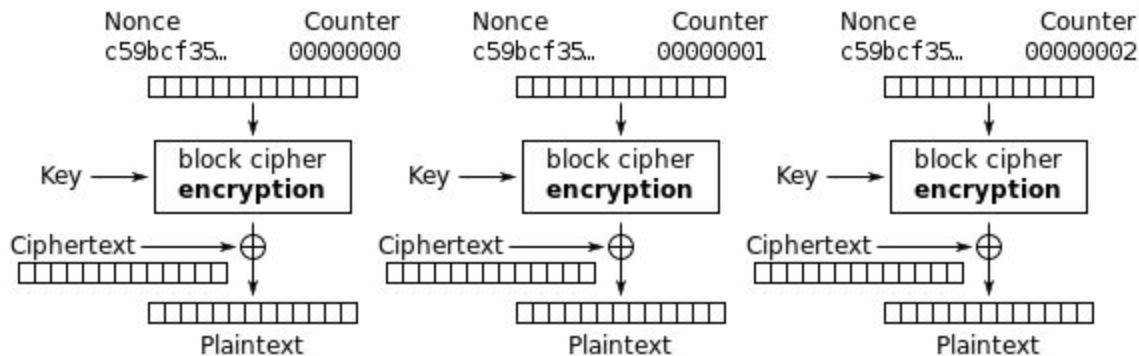 Nonce Counter Nonce Counter Nonce Counter
c59bcf35… 00000000 c59bcf35… 00000001 c59bcf35… 00000002
block cipher block cipher block cipher
Key encryption Key encryption Key encryption
Ciphertext Ciphertext Ciphertext
Plaintext Plaintext Plaintext